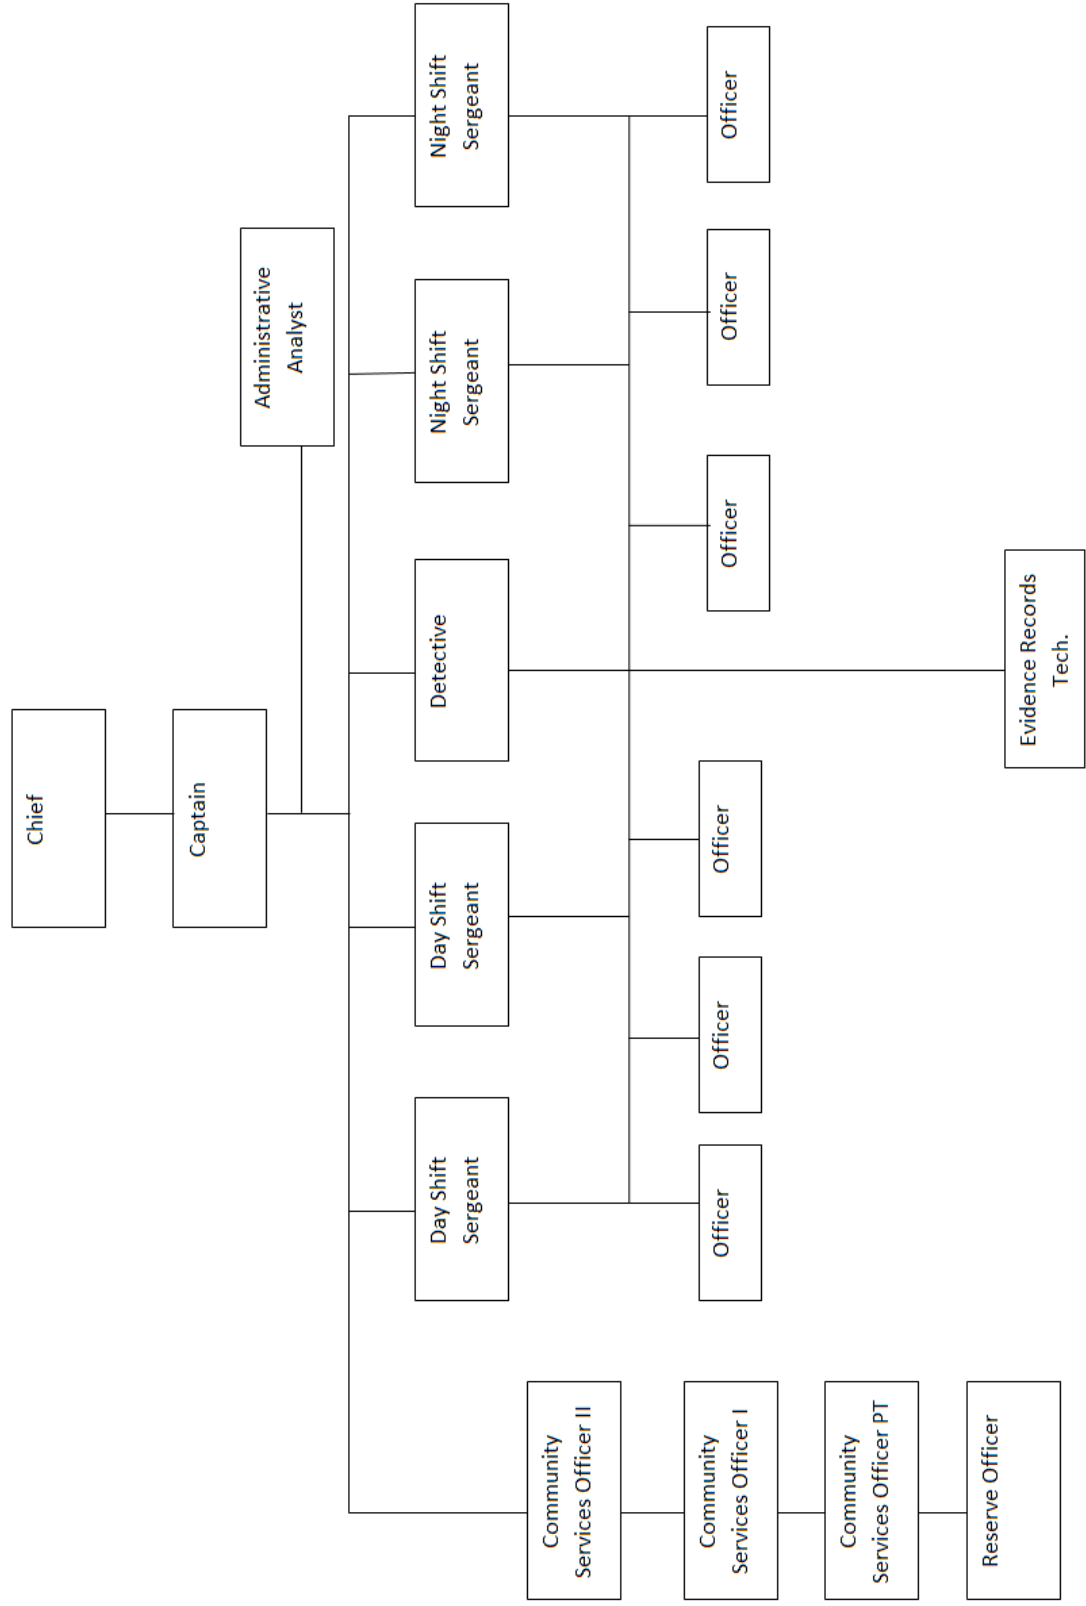 Chief
Captain
Administrative
Analyst
Day Shift
Sergeant
Day Shift
Sergeant
Detective
Night Shift
Sergeant
Night Shift
Sergeant
Community
Services Officer II
Officer
Officer
Officer
Officer
Officer
Officer
Community
Services Officer I
Community
Services Officer PT
Reserve Officer
Evidence Records
Tech.